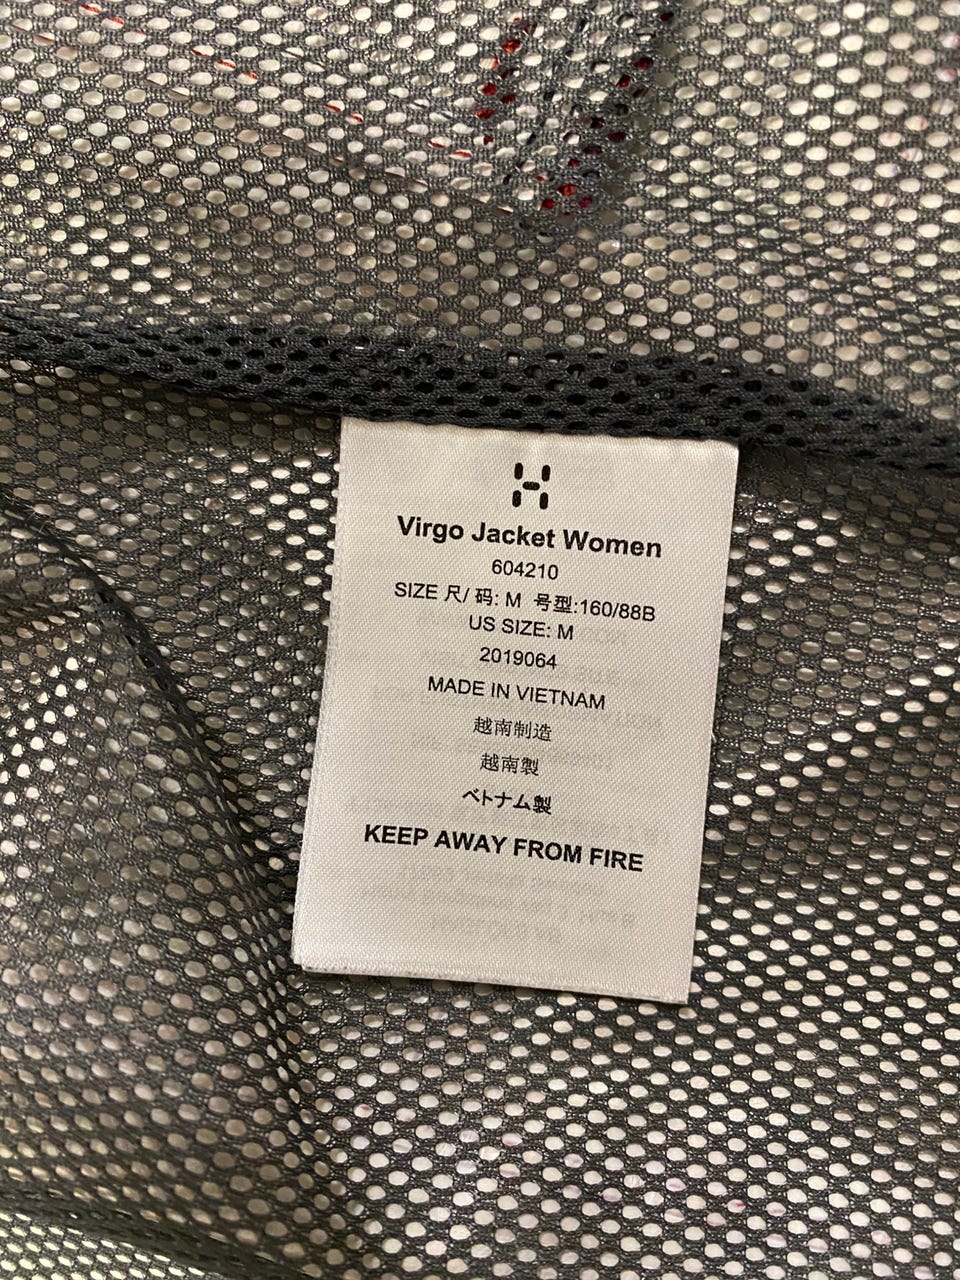 Virgo Jacket Women
604210
SIZE 尺/ 码: M 号型:160/88B
US SIZE: M
2019064
MADE IN VIETNAM
越南制造
越南製
ベトナム製
KEEP AWAY FROM FIRE